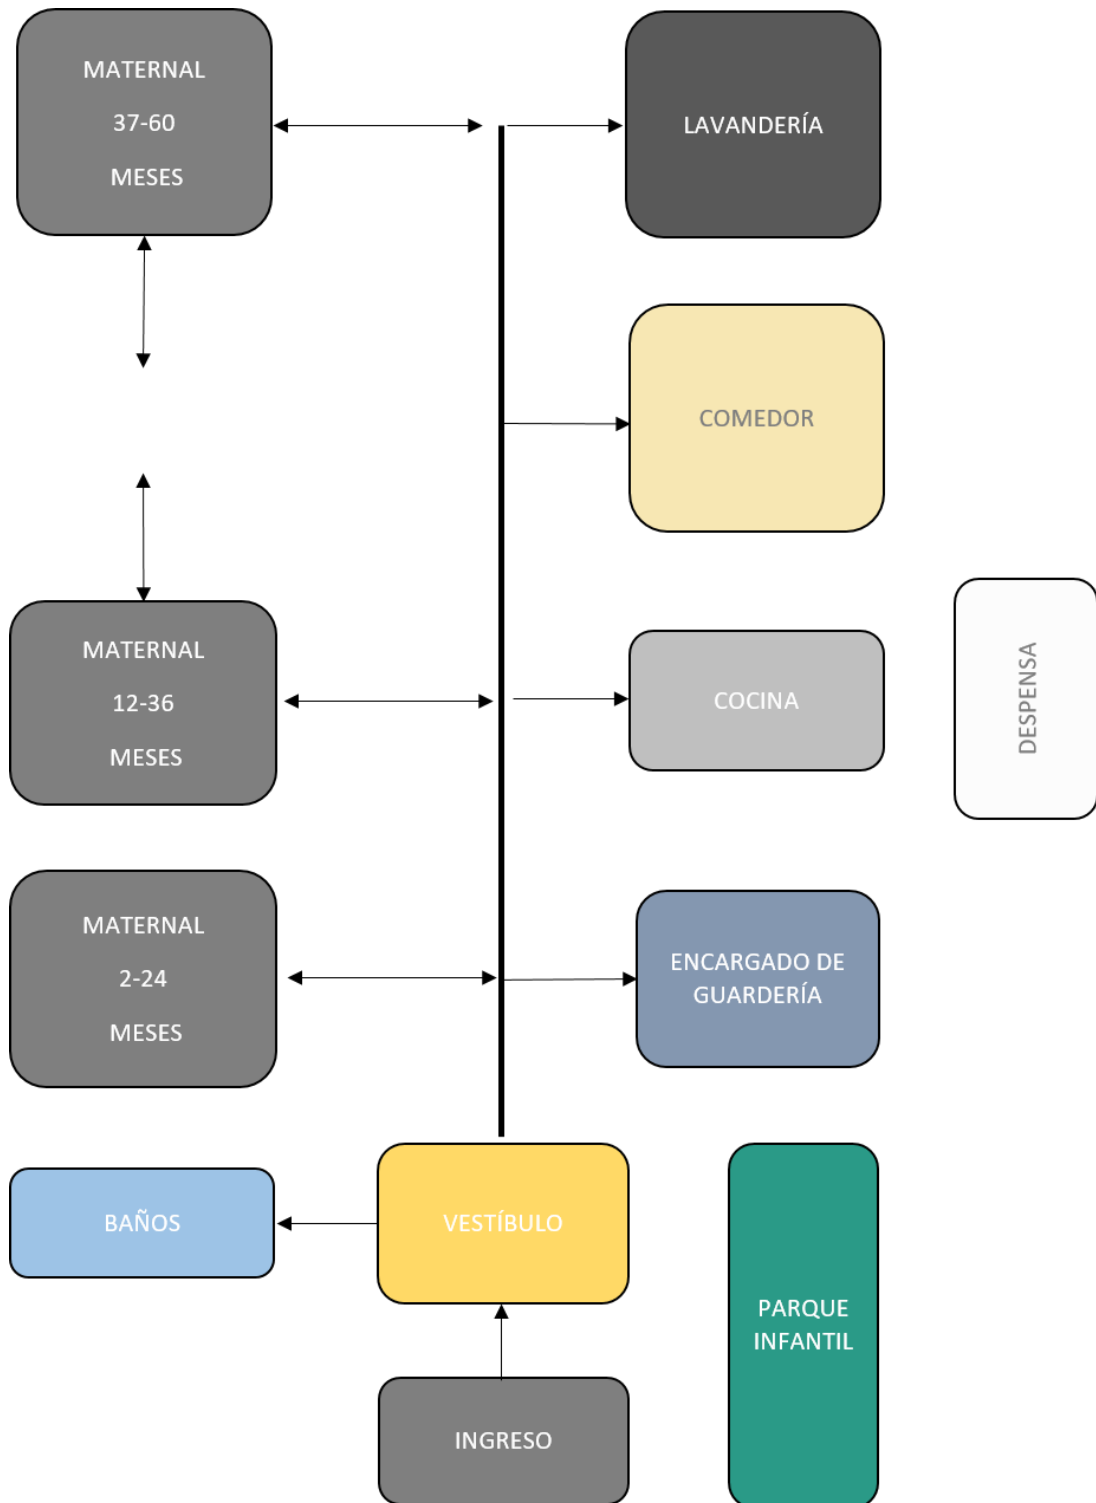 MATERNAL
37-60
MESES
LAVANDERÍA
COMEDOR
MATERNAL
12-36
MESES
COCINA
DESPENSA
MATERNAL
2-24
MESES
ENCARGADO DE
GUARDERÍA
BAÑOS
VESTÍBULO
PARQUE
INFANTIL
INGRESO